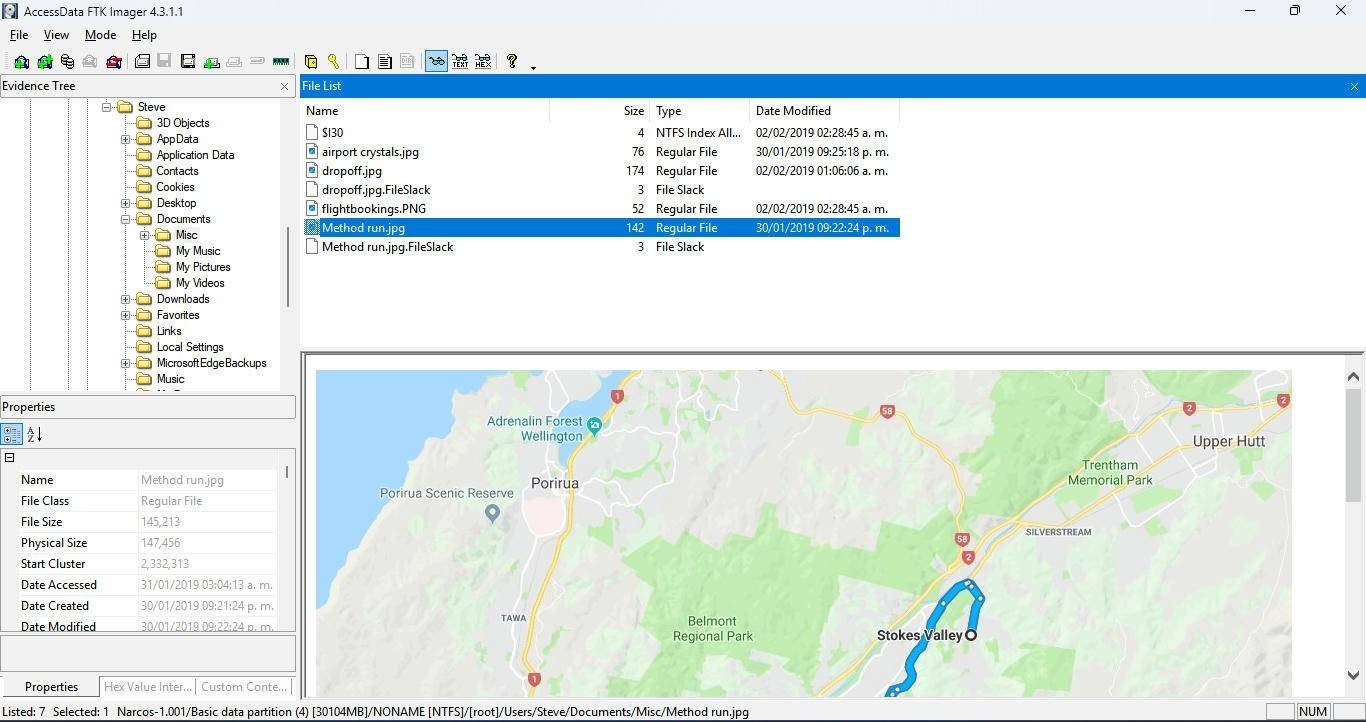 AccessData FTK Imager 4.3.1.1
File View Mode Help
TEXT HEX
Evidence Tree
Steve
3D Objects
AppData
Application Data
Contacts
Cookies
Desktop
Documents
Misc
My Music
My Pictures
My Videos
Downloads
Favorites
Links
Local Settings
MicrosoftEdgeBackups
Music
File List
Name Size Type Date Modified
$I30 4 NTFS Index All... 02/02/2019 02:28:45 a. m.
airport crystals.jpg 76 Regular File 30/01/2019 09:25:18 p. m.
dropoff.jpg 174 Regular File 02/02/2019 01:06:06 a. m.
dropoff.jpg.FileSlack 3 File Slack
flightbookings.PNG 52 Regular File 02/02/2019 02:28:45 a. m.
Method run.jpg 142 Regular File 30/01/2019 09:22:24 p. m.
Method run.jpg.FileSlack 3 File Slack
Properties
Name Method run.jpg
File Class Regular File
File Size 145,213
Physical Size 147,456
Start Cluster 2,332,313
Date Accessed 31/01/2019 03:04:13 a. m.
Date Created 30/01/2019 09:21:24 p. m.
Date Modified 30/01/2019 09:22:24 p. m.
Properties Hex Value Inter... Custom Conte...
1
58
2
2
Adrenalin Forest
Wellington
Upper Hutt
Trentham
Memorial Park
Porirua
Porirua Scenic Reserve
SILVERSTREAM
58
2
TAWA
Belmont
Regional Park
Stokes Valley
1
Listed: 7 Selected: 1 Narcos-1.001/Basic data partition (4) [30104MB]/NONAME [NTFS]/[root]/Users/Steve/Documents/Misc/Method run.jpg
NUM